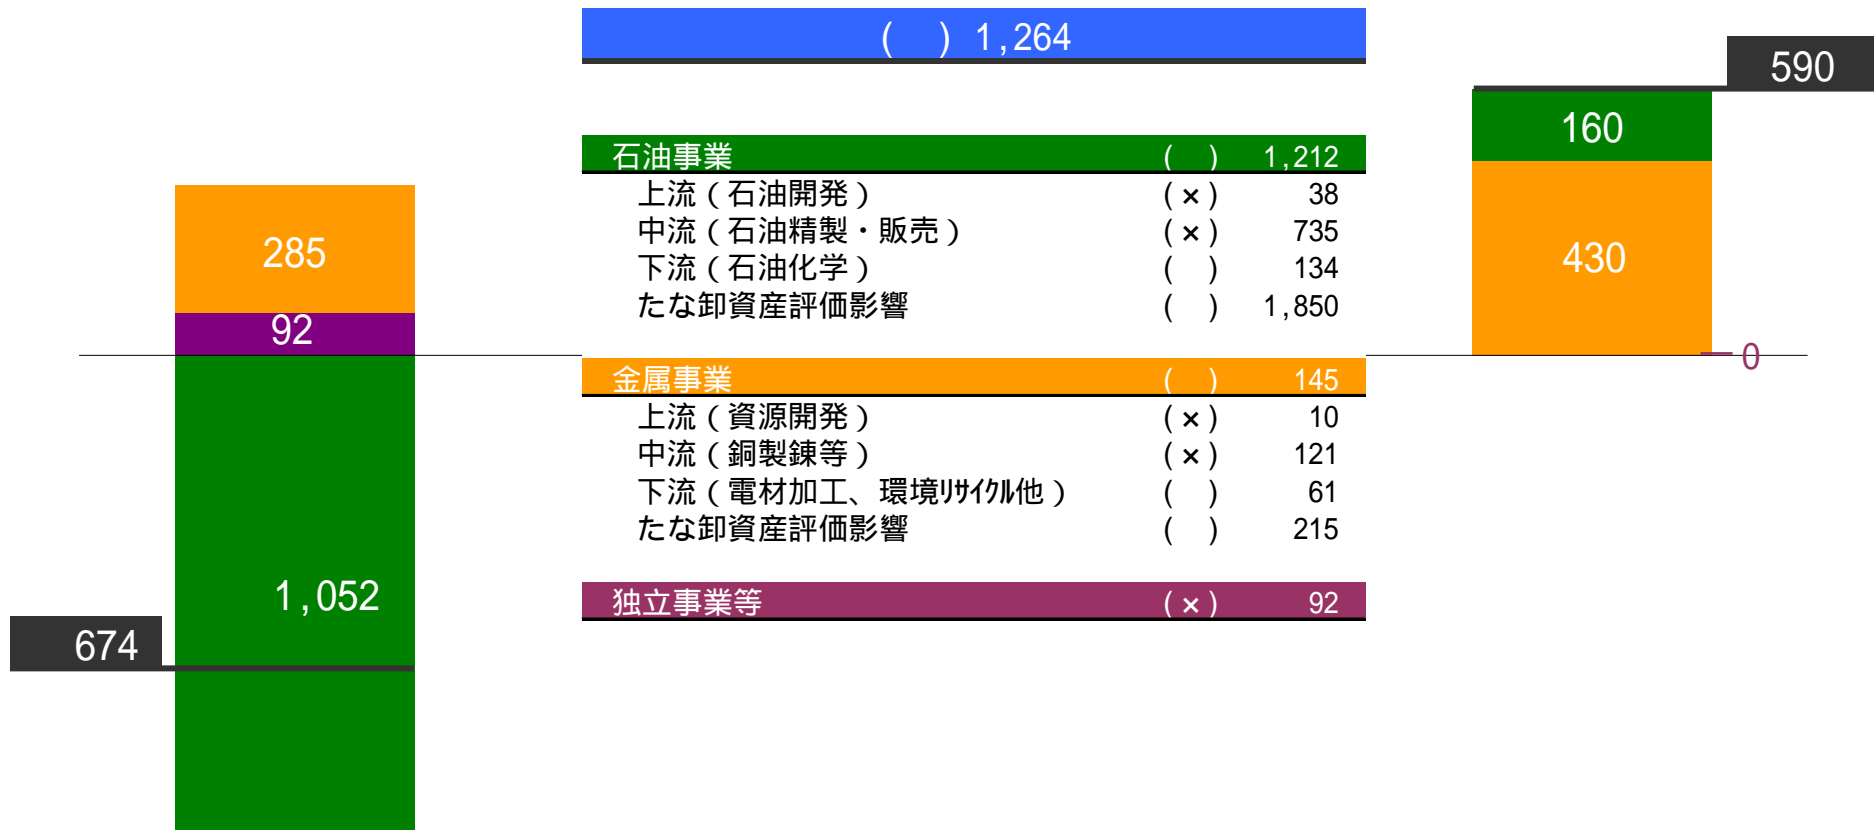 (　) 1,264
590
160
430
0
285
92
1,052
674
石油事業 (　) 1,212
上流（石油開発） (×) 38
中流（石油精製・販売） (×) 735
下流（石油化学） (　) 134
たな卸資産評価影響 (　) 1,850
金属事業 (　) 145
上流（資源開発） (×) 10
中流（銅製錬等） (×) 121
下流（電材加工、環境ﾘｻｲｸﾙ他） (　) 61
たな卸資産評価影響 (　) 215
独立事業等 (×) 92